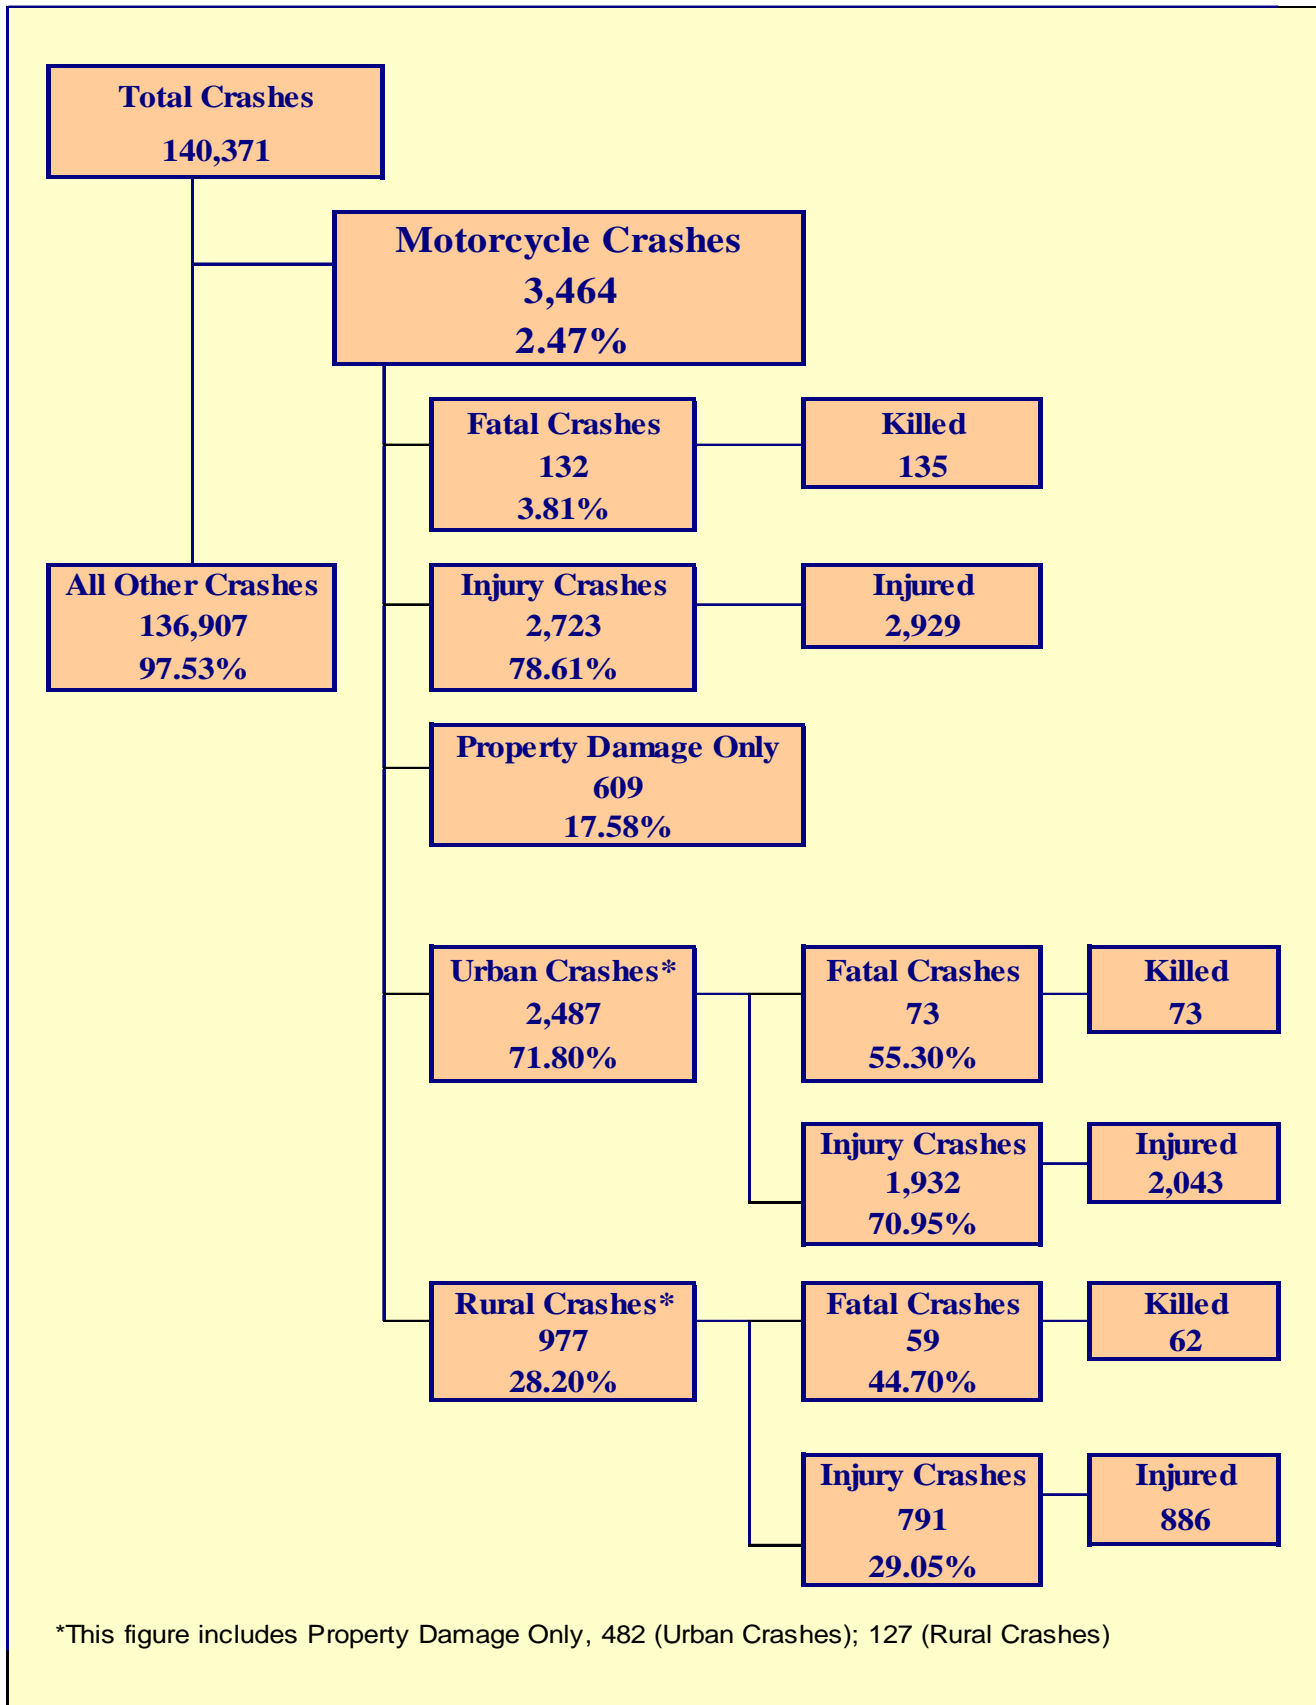 Total Crashes
140,371
Motorcycle Crashes
3,464
2.47%
Fatal Crashes
132
3.81%
Killed
135
All Other Crashes
136,907
97.53%
Injury Crashes
2,723
78.61%
Injured
2,929
Property Damage Only
609
17.58%
Urban Crashes*
2,487
71.80%
Fatal Crashes
73
55.30%
Killed
73
Injury Crashes
1,932
70.95%
Injured
2,043
Rural Crashes*
977
28.20%
Fatal Crashes
59
44.70%
Killed
62
Injury Crashes
791
29.05%
Injured
886
*This figure includes Property Damage Only, 482 (Urban Crashes); 127 (Rural Crashes)